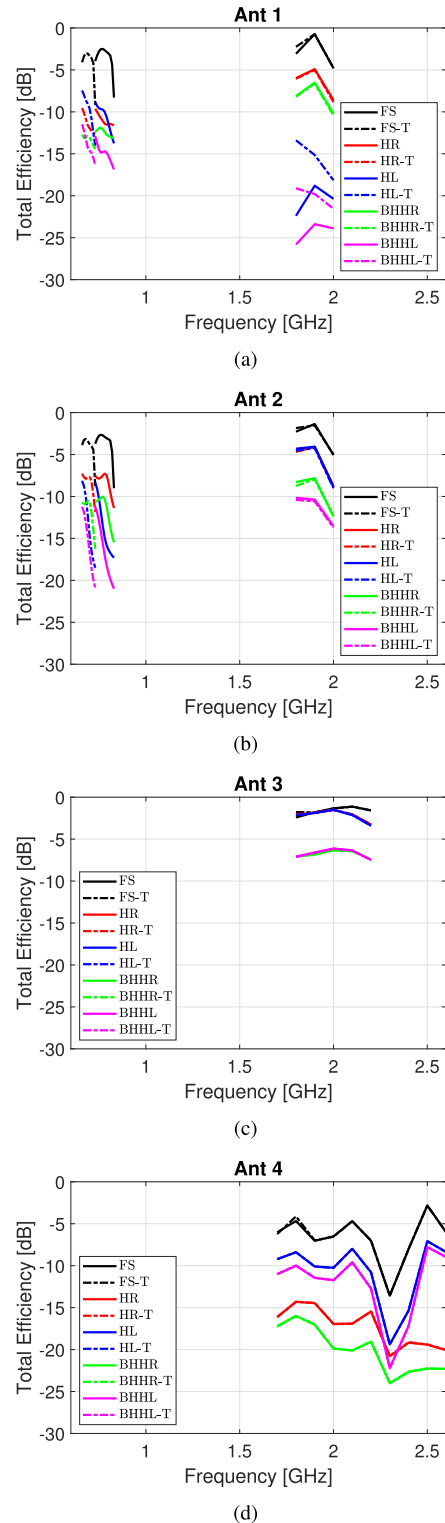 Ant 1
Total Efficiency [dB]
0
-5
-10
-15
-20
-25
-30
1
1.5
2
2.5
FS
FS-T
HR
HR-T
HL
HL-T
BHHR
BHHR-T
BHHL
BHHL-T
Frequency [GHz]
(a)
Ant 2
Total Efficiency [dB]
0
-5
-10
-15
-20
-25
-30
1
1.5
2
2.5
FS
FS-T
HR
HR-T
HL
HL-T
BHHR
BHHR-T
BHHL
BHHL-T
Frequency [GHz]
(b)
Ant 3
Total Efficiency [dB]
0
-5
-10
-15
-20
-25
-30
FS
FS-T
HR
HR-T
HL
HL-T
BHHR
BHHR-T
BHHL
BHHL-T
1
1.5
2
2.5
Frequency [GHz]
(c)
Ant 4
Total Efficiency [dB]
0
-5
-10
-15
-20
-25
-30
FS
FS-T
HR
HR-T
HL
HL-T
BHHR
BHHR-T
BHHL
BHHL-T
1
1.5
2
2.5
Frequency [GHz]
(d)